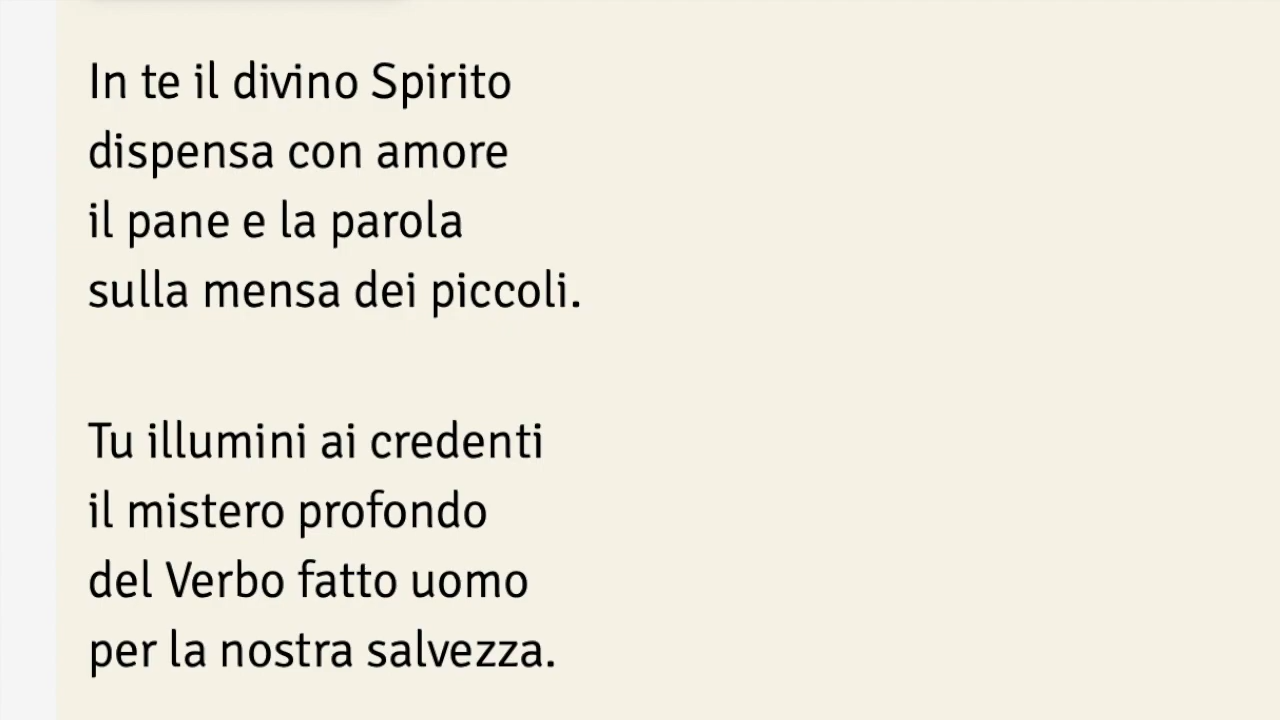 In te il divino Spirito
dispensa con amore
il pane e la parola
sulla mensa dei piccoli.
Tu illumini ai credenti
il mistero profondo
del Verbo fatto uomo
per la nostra salvezza.